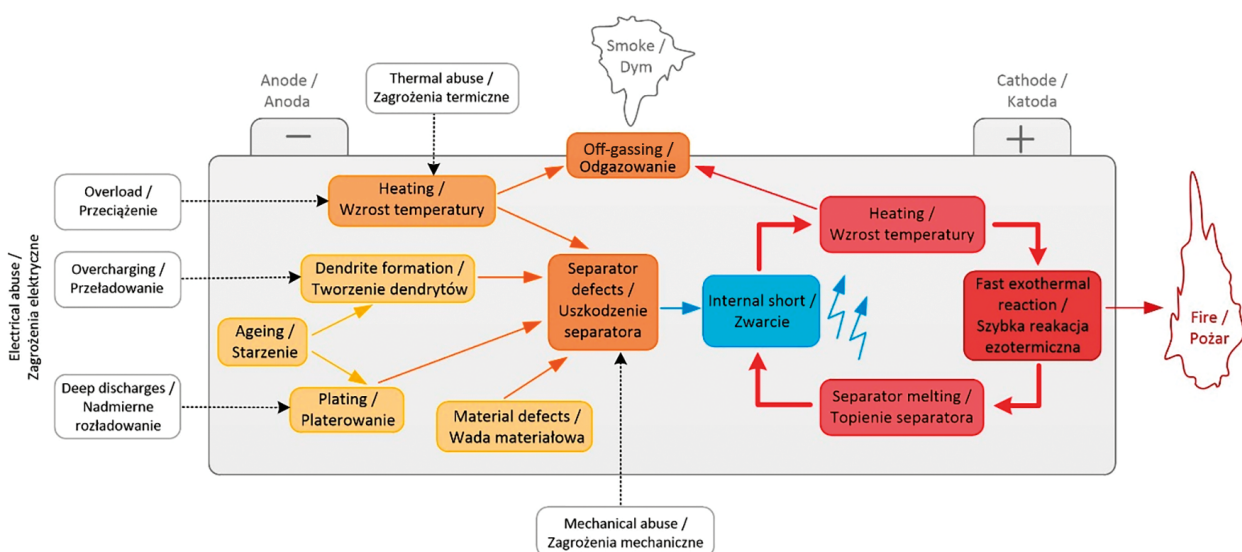 Smoke /
Dym
Anode /
Anoda
Thermal abuse /
Zagrożenia termiczne
Cathode /
Katoda
−
+
Off-gassing /
Odgazowanie
Overload /
Przeciążenie
Heating /
Wzrost temperatury
Heating /
Wzrost temperatury
Electrical abuse /
Zagrożenia elektryczne
Overcharging /
Przeładowanie
Dendrite formation /
Tworzenie dendrytów
Separator
defects /
Uszkodzenie
separatora
Internal short /
Zwarcie
Fast exothermal
reaction /
Szybka reakacja
ezotermiczna
Fire /
Pożar
Ageing /
Starzenie
Deep discharges /
Nadmierne
rozładowanie
Plating /
Platerowanie
Material defects /
Wada materiałowa
Separator melting /
Topienie separatora
Mechanical abuse /
Zagrożenia mechaniczne